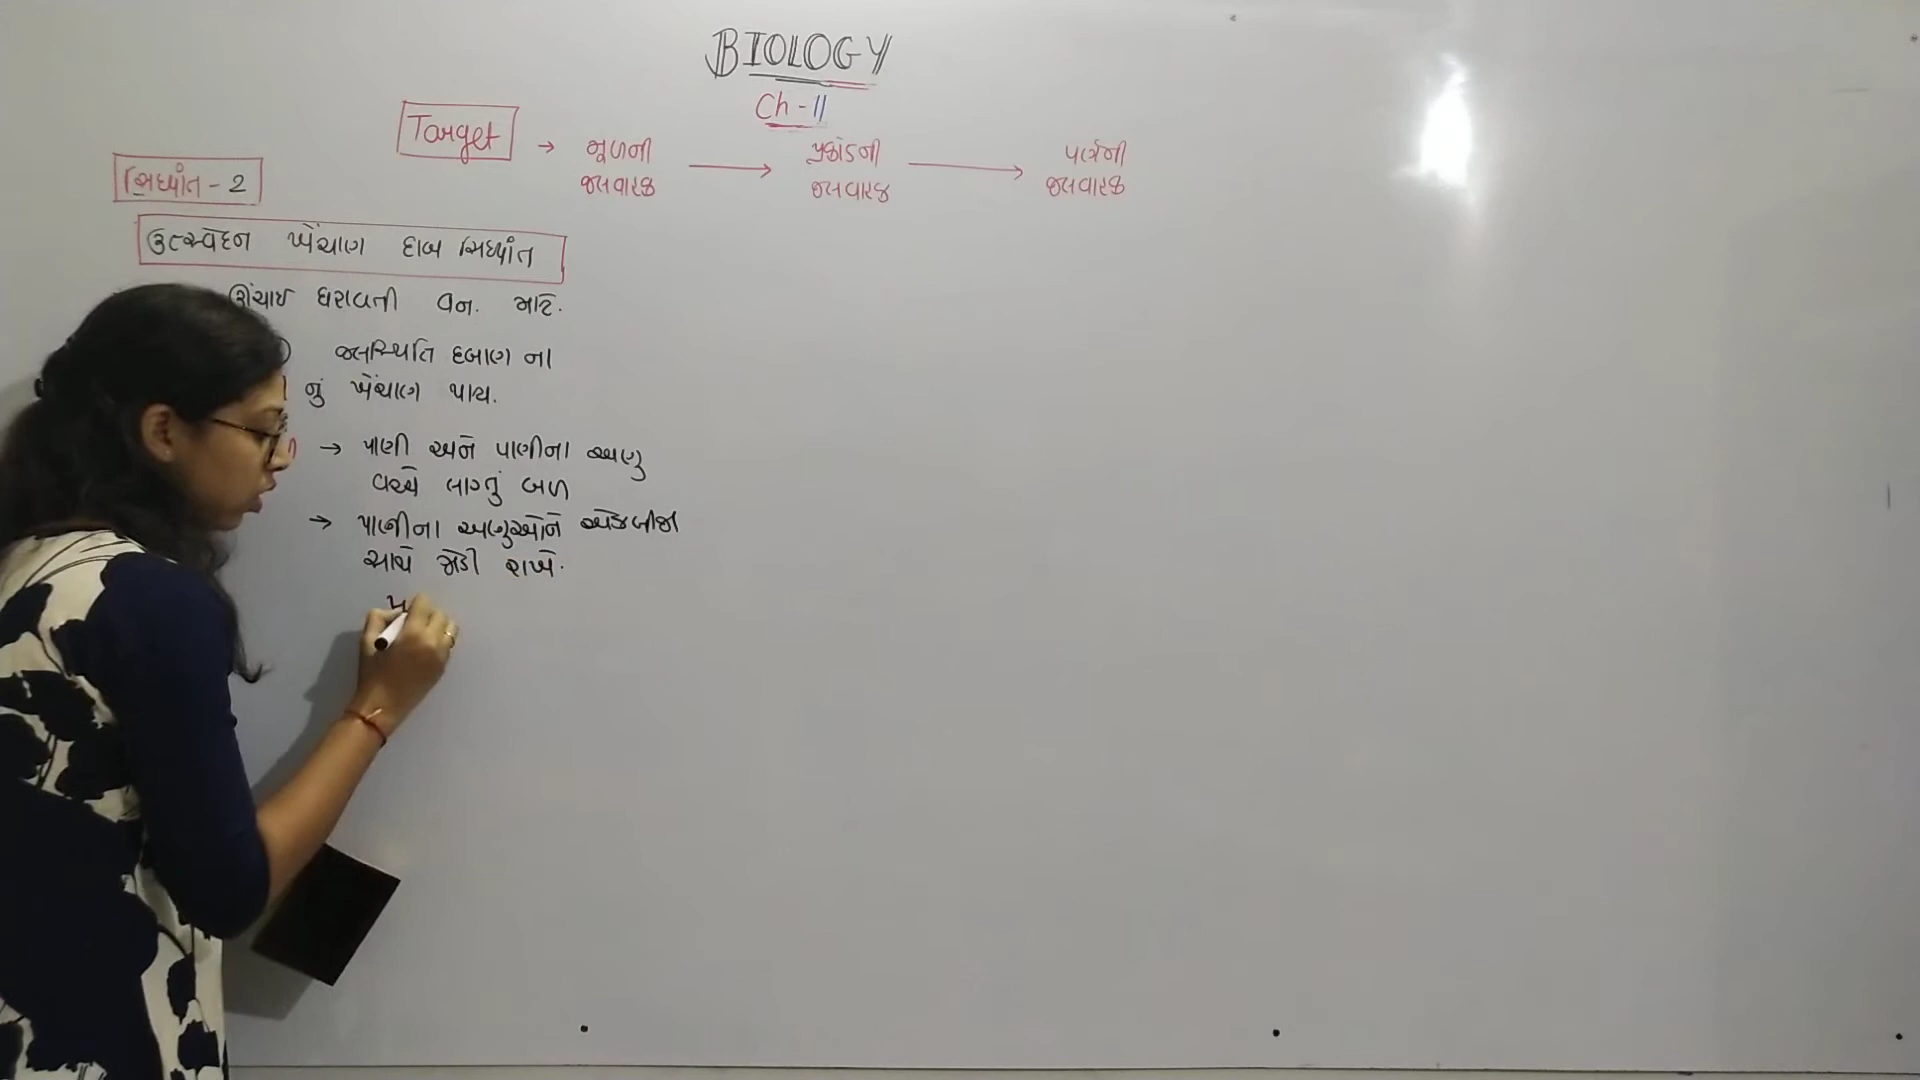 BIOLOGY
Ch - 11
Target → મૂળની → પ્રકાંડની → પર્ણની
જલવાહક જલવાહક જલવાહક
સિધ્ધાંત - 2
ઉત્સ્વેદન ખેંચાણ દાબ સિધ્ધાંત
ઊંચાઈ ધરાવતી વન. માટે.
જલસ્થિતિ દબાણ ના
નું ખેંચાણ થાય.
→ પાણી અને પાણીના અણુ
વચ્ચે લાગતું બળ
→ પાણીના અણુઓને એકબીજા
સાથે જોડી રાખે.